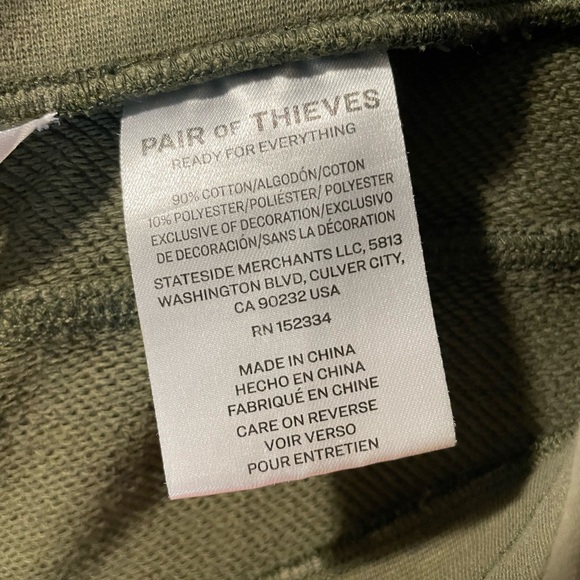 PAIR OF THIEVES
READY FOR EVERYTHING
90% COTTON/ALGODÓN/COTON
10% POLYESTER/POLIÉSTER/ POLYESTER
EXCLUSIVE OF DECORATION/EXCLUSIVO
DE DECORACIÓN/SANS LA DÉCORATION
STATESIDE MERCHANTS LLC, 5813
WASHINGTON BLVD, CULVER CITY,
CA 90232 USA
RN 152334
MADE IN CHINA
HECHO EN CHINA
FABRIQUÉ EN CHINE
CARE ON REVERSE
VOIR VERSO
POUR ENTRETIEN